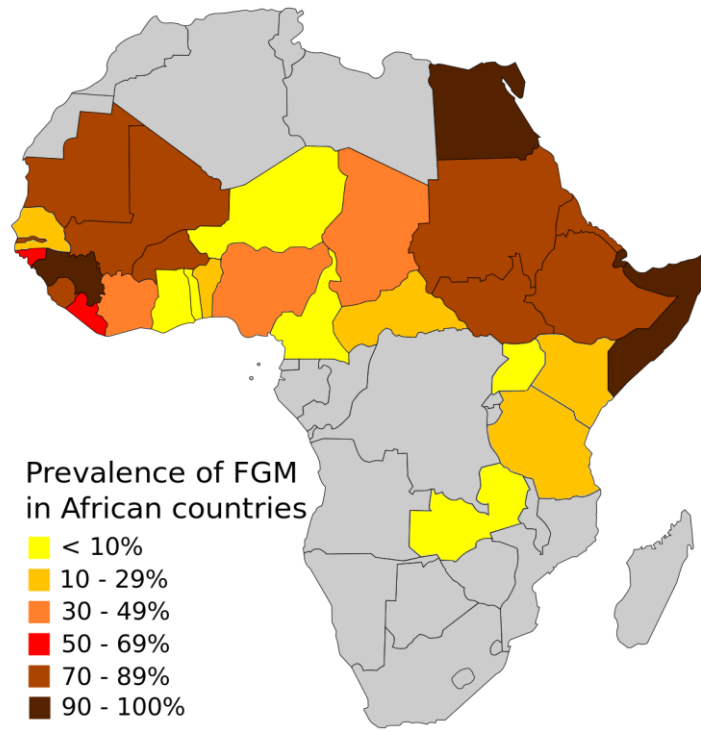 Prevalence of FGM
in African countries
< 10%
10 - 29%
30 - 49%
50 - 69%
70 - 89%
90 - 100%